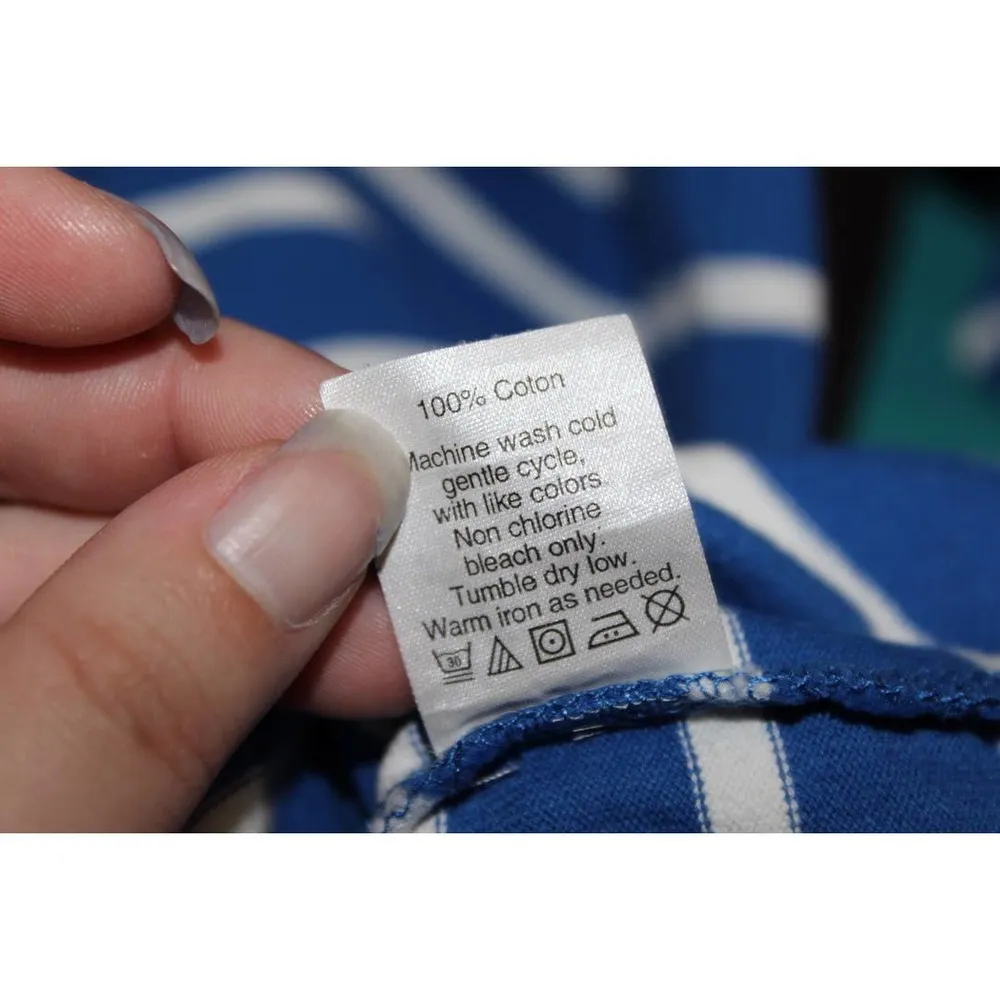 100% Coton
Machine wash cold
gentle cycle,
with like colors.
Non chlorine
bleach only.
Tumble dry low.
Warm iron as needed.
30